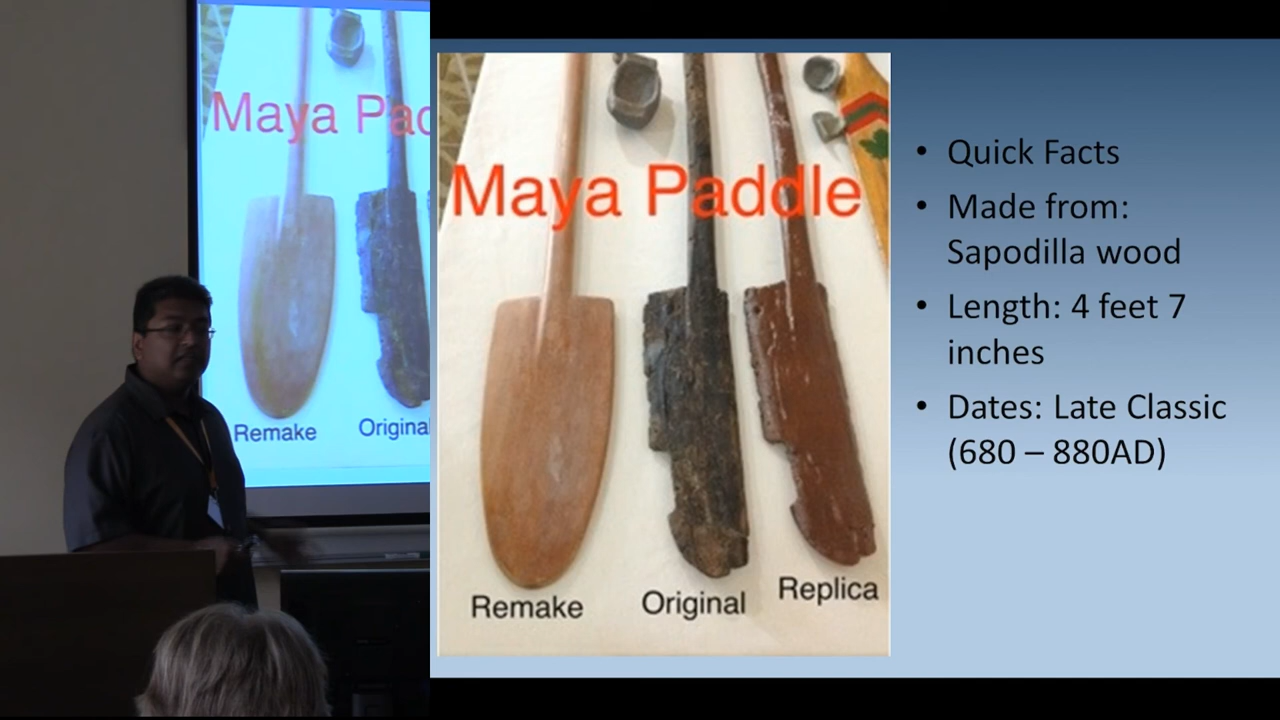 Maya Pad
Remake
Original
Maya Paddle
Remake
Original
Replica
• Quick Facts
• Made from:
Sapodilla wood
• Length: 4 feet 7
inches
• Dates: Late Classic
(680 – 880AD)